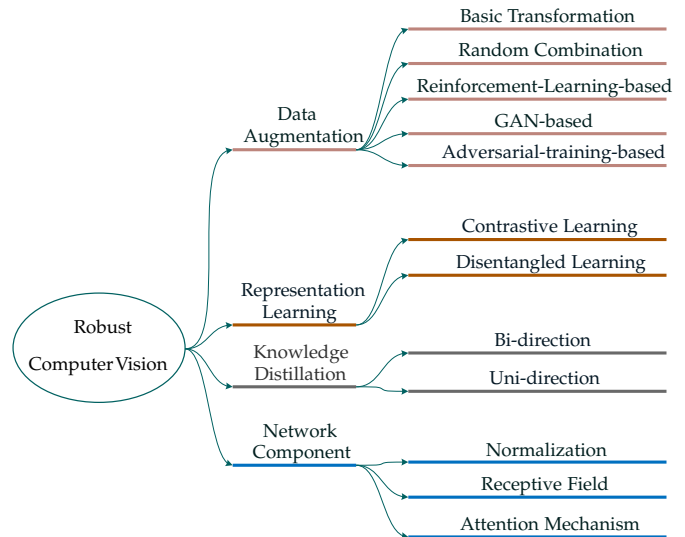 Robust
Computer Vision
Data
Augmentation
Basic Transformation
Random Combination
Reinforcement-Learning-based
GAN-based
Adversarial-training-based
Representation
Learning
Contrastive Learning
Disentangled Learning
Knowledge
Distillation
Bi-direction
Uni-direction
Network
Component
Normalization
Receptive Field
Attention Mechanism